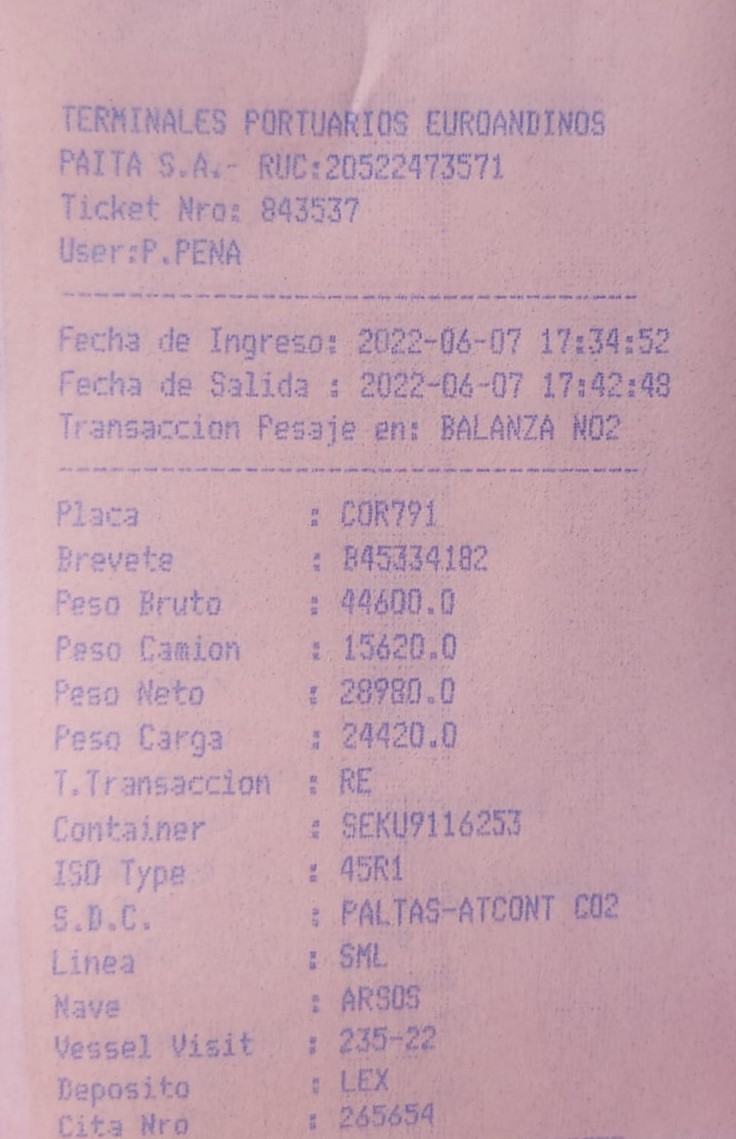 TERMINALES PORTUARIOS EUROANDINOS
PAITA S.A.- RUC:20522473571
Ticket Nro: 843537
User:P.PENA
-----------------------------------
Fecha de Ingreso: 2022-06-07 17:34:52
Fecha de Salida : 2022-06-07 17:42:48
Transaccion Pesaje en: BALANZA NO2
-----------------------------------
Placa : COR791
Brevete : B45334182
Peso Bruto : 44600.0
Peso Camion : 15620.0
Peso Neto : 28980.0
Peso Carga : 24420.0
T.Transaccion : RE
Container : SEKU9116253
ISO Type : 45R1
S.D.C. : PALTAS-ATCONT CO2
Linea : SML
Nave : ARSOS
Vessel Visit : 235-22
Deposito : LEX
Cita Nro : 265654